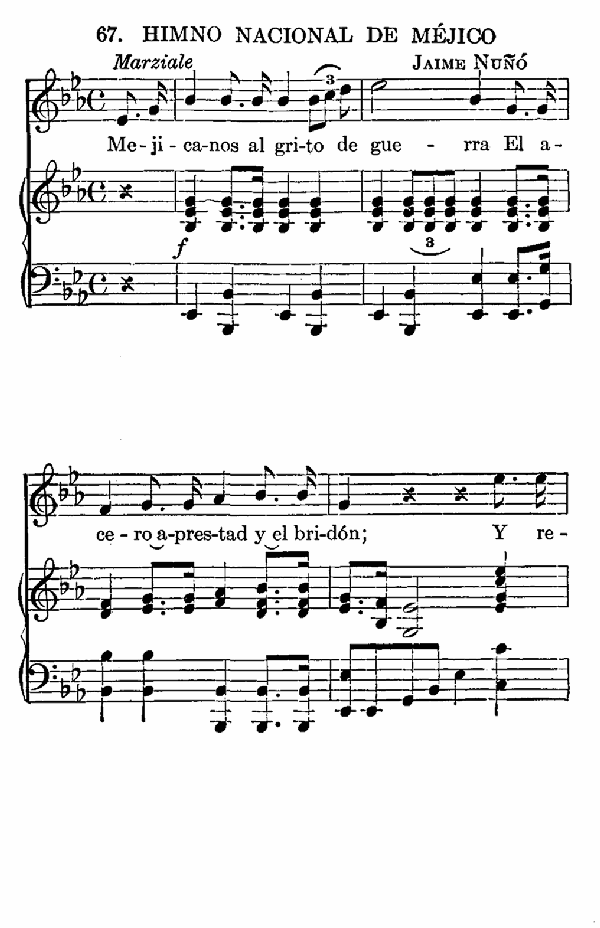 67. HIMNO NACIONAL DE MÉJICO
Marziale JAIME NUÑÓ
3
Me-ji-ca-nos al gri-to de gue - rra El a-
f
3
ce-ro a-pres-tad y el bri-dón; Y re-